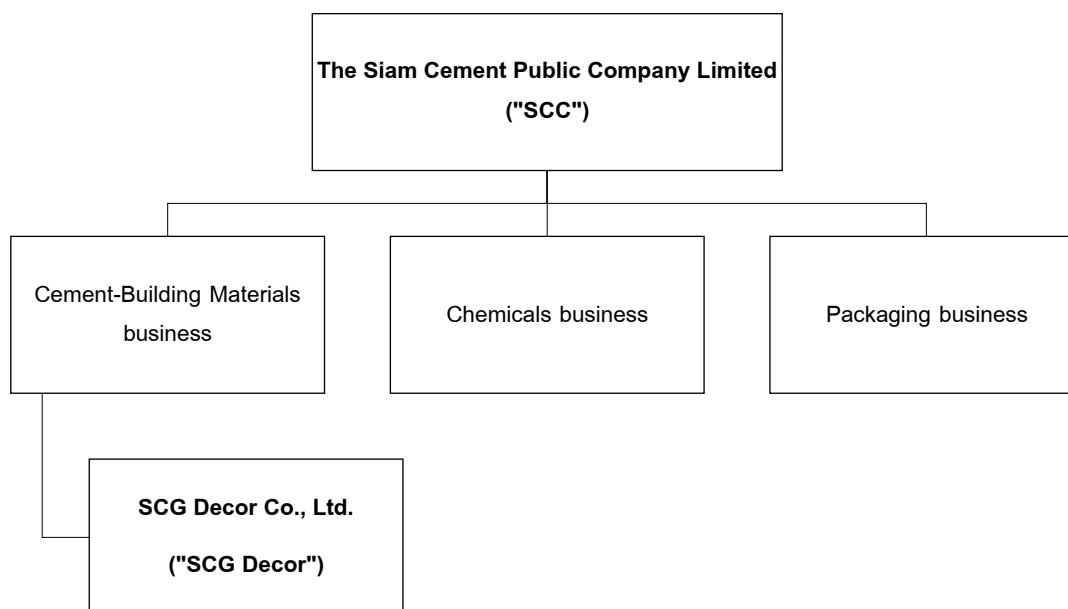 The Siam Cement Public Company Limited
("SCC")
Cement-Building Materials
business
Chemicals business
Packaging business
SCG Decor Co., Ltd.
("SCG Decor")